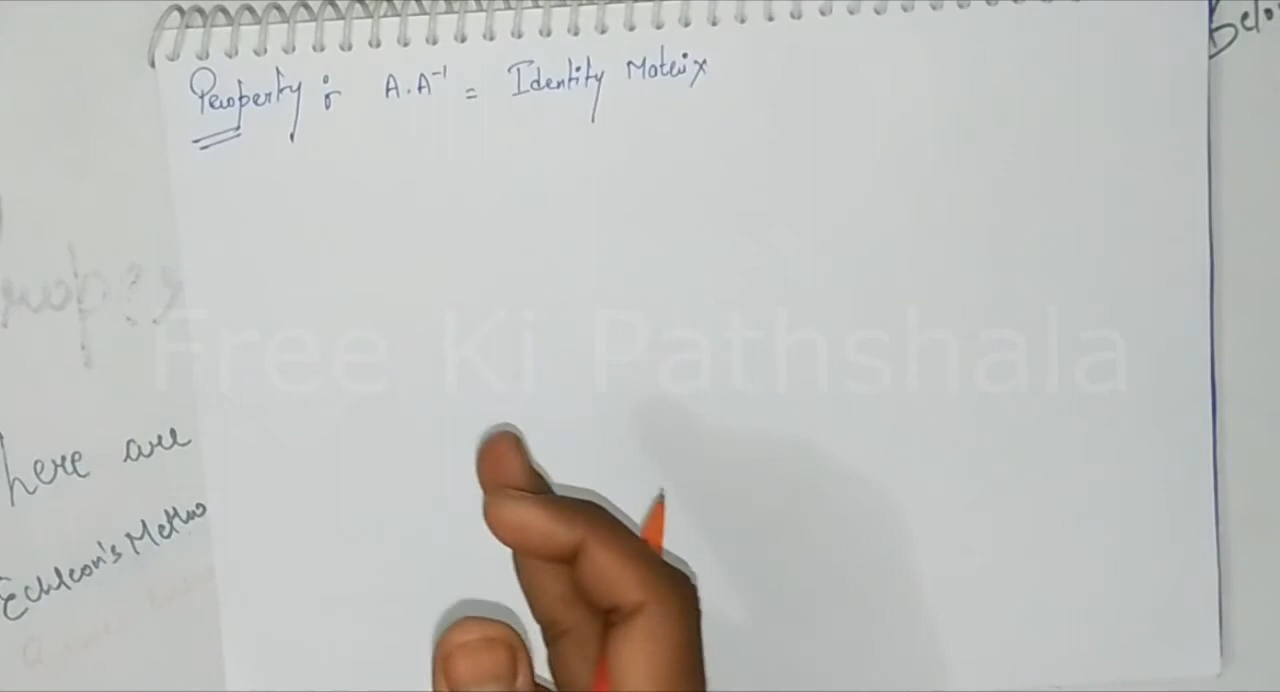 Property :- A.A⁻¹ = Identity Matrix
Free Ki Pathshala
here are
Echleon's Metho